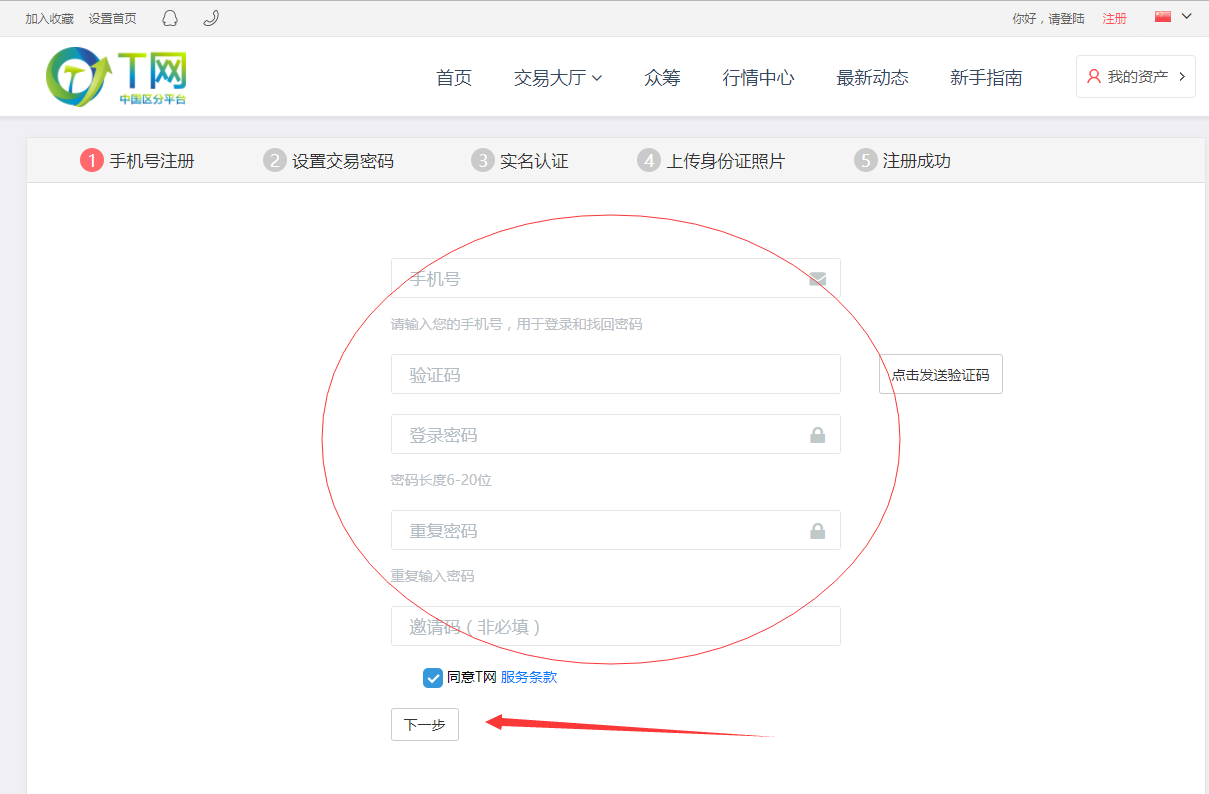 加入收藏 设置首页 你好，请登陆 注册
T网
中国区分平台
首页 交易大厅 众筹 行情中心 最新动态 新手指南 我的资产
1 手机号注册 2 设置交易密码 3 实名认证 4 上传身份证照片 5 注册成功
手机号
请输入您的手机号，用于登录和找回密码
验证码 点击发送验证码
登录密码
密码长度6-20位
重复密码
重复输入密码
邀请码（非必填）
同意T网 服务条款
下一步